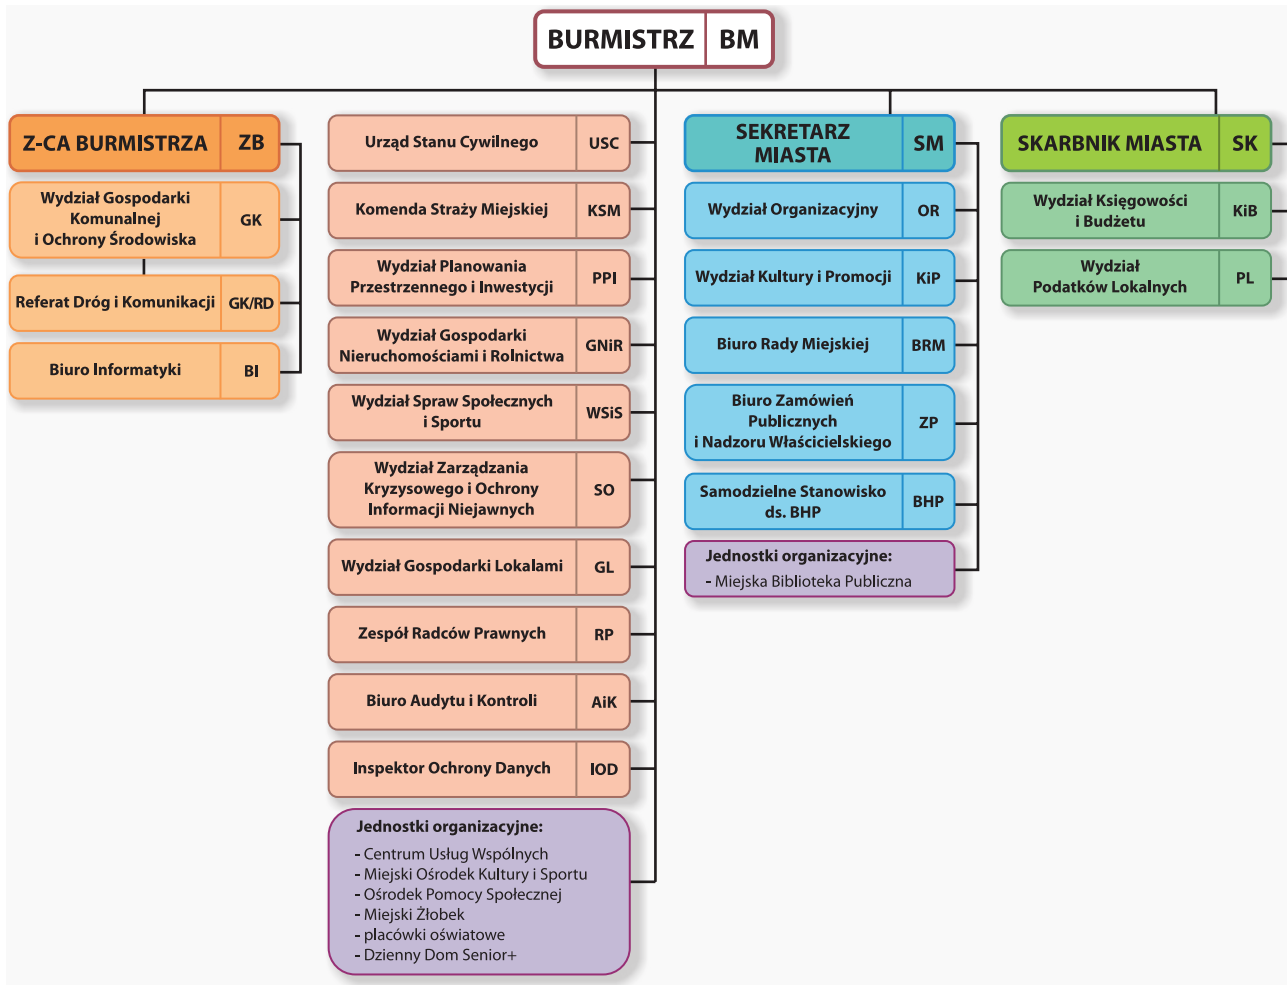 BURMISTRZ BM
Z-CA BURMISTRZA ZB
Wydział Gospodarki
Komunalnej
i Ochrony Środowiska
GK
Referat Dróg i Komunikacji GK/RD
Biuro Informatyki BI
Urząd Stanu Cywilnego USC
Komenda Straży Miejskiej KSM
Wydział Planowania
Przestrzennego i Inwestycji
PPI
Wydział Gospodarki
Nieruchomościami i Rolnictwa
GNiR
Wydział Spraw Społecznych
i Sportu
WSiS
Wydział Zarządzania
Kryzysowego i Ochrony
Informacji Niejawnych
SO
Wydział Gospodarki Lokalami GL
Zespół Radców Prawnych RP
Biuro Audytu i Kontroli AiK
Inspektor Ochrony Danych IOD
Jednostki organizacyjne:
- Centrum Usług Wspólnych
- Miejski Ośrodek Kultury i Sportu
- Ośrodek Pomocy Społecznej
- Miejski Żłobek
- placówki oświatowe
- Dzienny Dom Senior+
SEKRETARZ
MIASTA
SM
Wydział Organizacyjny OR
Wydział Kultury i Promocji KiP
Biuro Rady Miejskiej BRM
Biuro Zamówień
Publicznych
i Nadzoru Właścicielskiego
ZP
Samodzielne Stanowisko
ds. BHP
BHP
Jednostki organizacyjne:
- Miejska Biblioteka Publiczna
SKARBNIK MIASTA SK
Wydział Księgowości
i Budżetu
KiB
Wydział
Podatków Lokalnych
PL